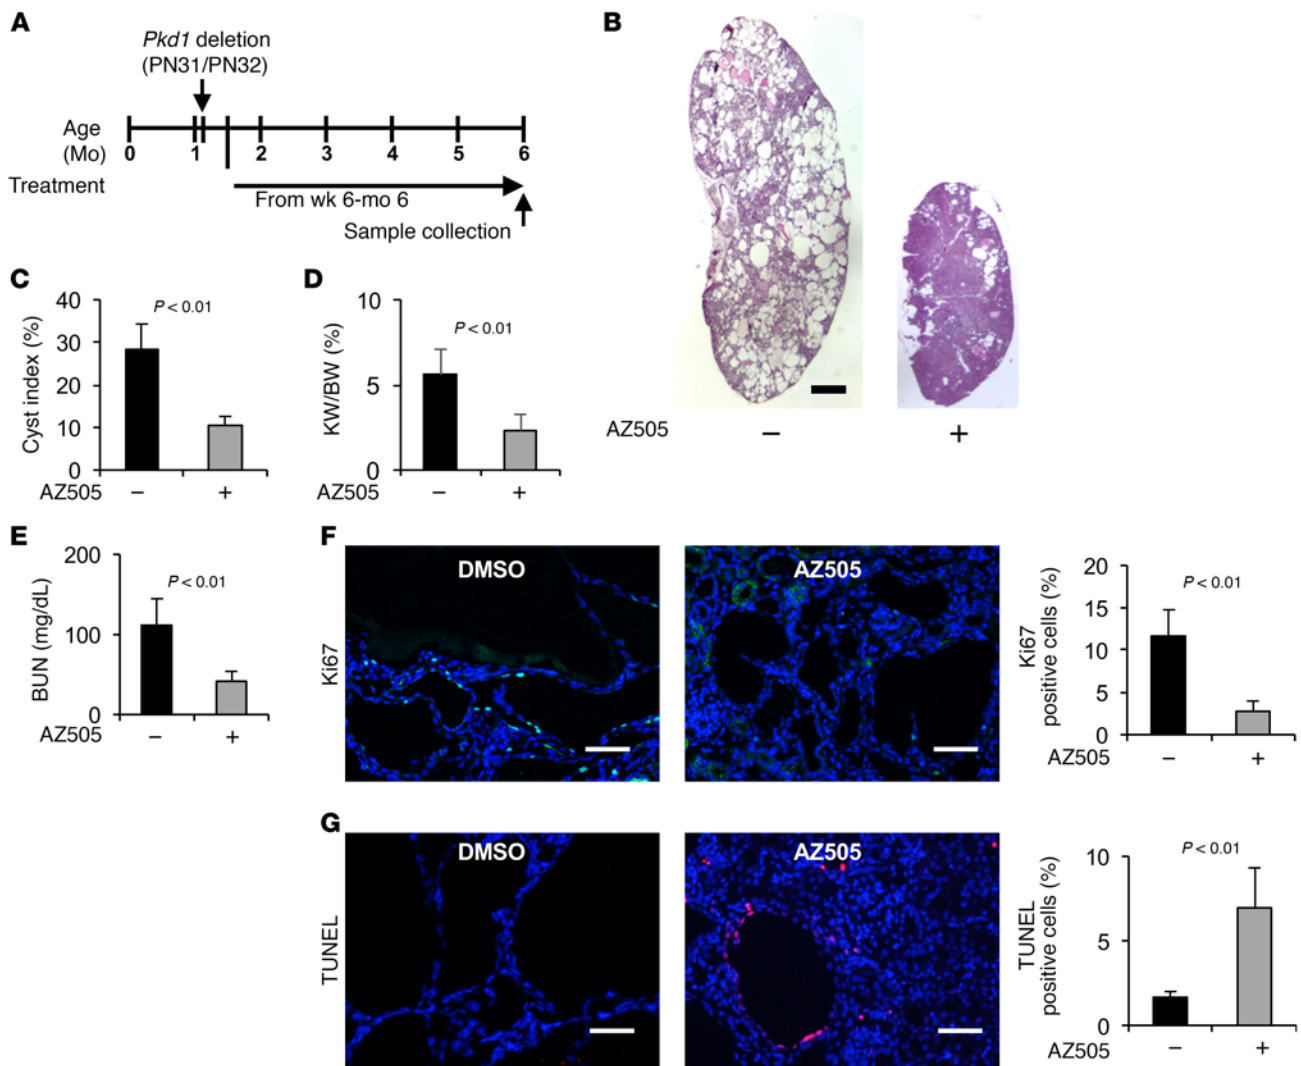 A
Pkd1 deletion
(PN31/PN32)
Age
(Mo)
0 1 2 3 4 5 6
Treatment
From wk 6-mo 6
Sample collection
B
AZ505 − +
C
Cyst index (%)
40
30
20
10
0
P < 0.01
AZ505 − +
D
KW/BW (%)
10
5
0
P < 0.01
AZ505 − +
E
BUN (mg/dL)
200
100
0
P < 0.01
AZ505 − +
F
Ki67
DMSO
AZ505
Ki67
positive cells (%)
20
15
10
5
0
P < 0.01
AZ505 − +
G
TUNEL
DMSO
AZ505
TUNEL
positive cells (%)
10
5
0
P < 0.01
AZ505 − +